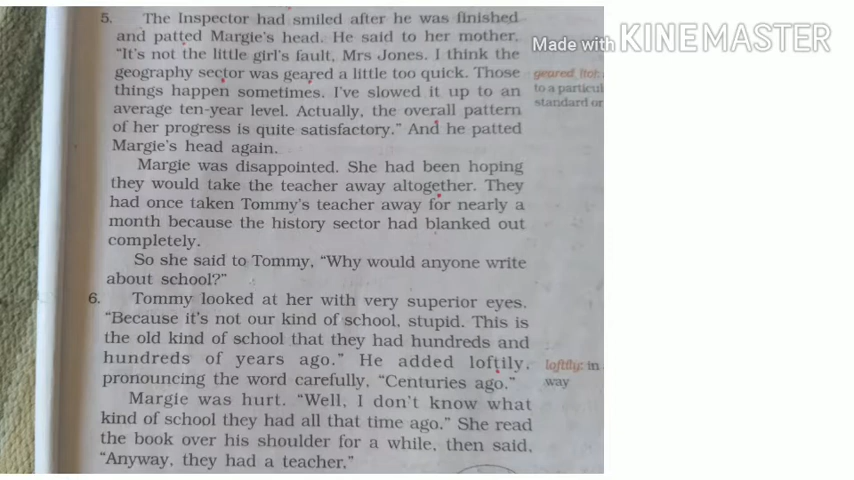 5. The Inspector had smiled after he was finished
and patted Margie's head. He said to her mother,
"It's not the little girl's fault, Mrs Jones. I think the
geography sector was geared a little too quick. Those
things happen sometimes. I've slowed it up to an
average ten-year level. Actually, the overall pattern
of her progress is quite satisfactory." And he patted
Margie's head again.
Margie was disappointed. She had been hoping
they would take the teacher away altogether. They
had once taken Tommy's teacher away for nearly a
month because the history sector had blanked out
completely.
So she said to Tommy, "Why would anyone write
about school?"
6. Tommy looked at her with very superior eyes.
"Because it's not our kind of school, stupid. This is
the old kind of school that they had hundreds and
hundreds of years ago." He added loftily,
pronouncing the word carefully, "Centuries ago."
Margie was hurt. "Well, I don't know what
kind of school they had all that time ago." She read
the book over his shoulder for a while, then said,
"Anyway, they had a teacher."
Made with KINEMASTER
geared
to a particul
standard or
loftily: in
way